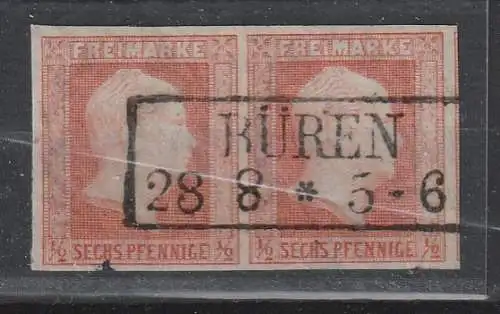 FREIMARKE FREIMARKE
BÜREN
28 8 * 5-6
½ SECHS PFENNIGE ½ ½ SECHS PFENNIGE ½